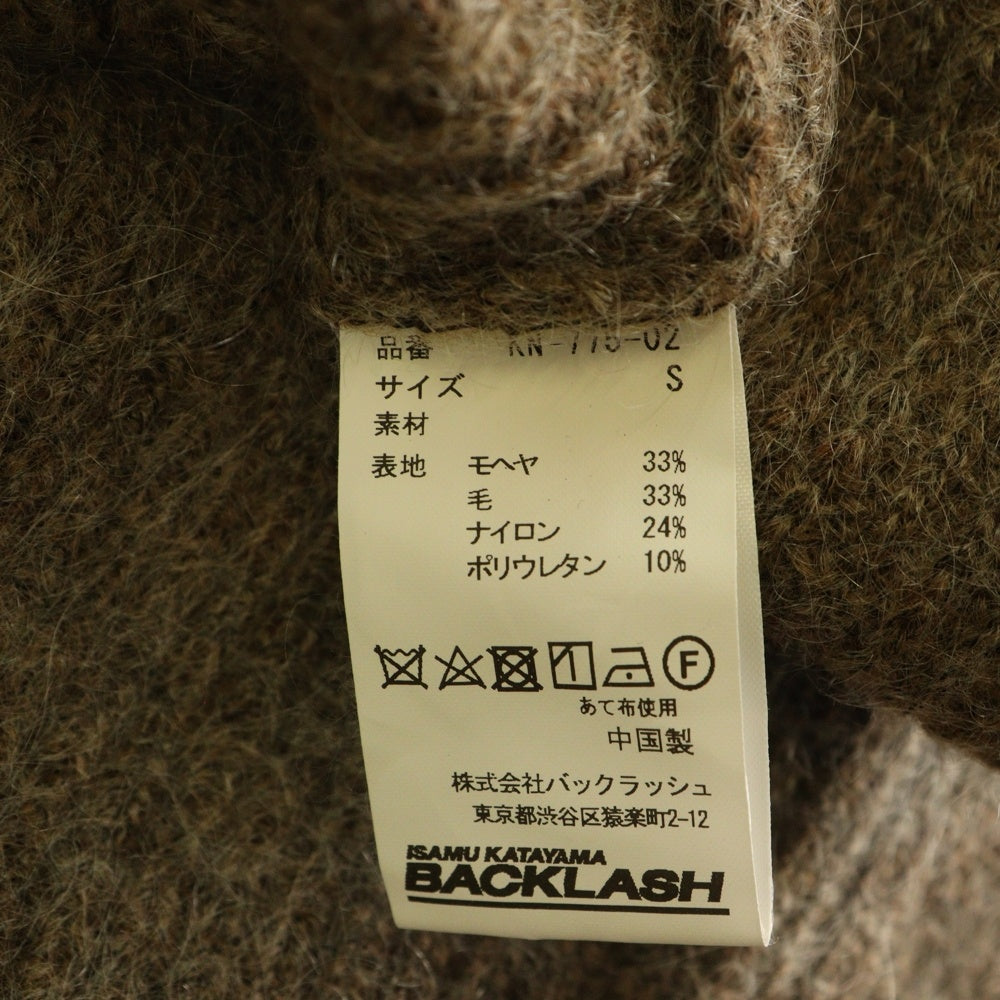 品番 KN-775-02
サイズ S
素材
表地 モヘヤ 33%
毛 33%
ナイロン 24%
ポリウレタン 10%
F
あて布使用
中国製
株式会社バックラッシュ
東京都渋谷区猿楽町2-12
ISAMU KATAYAMA
BACKLASH